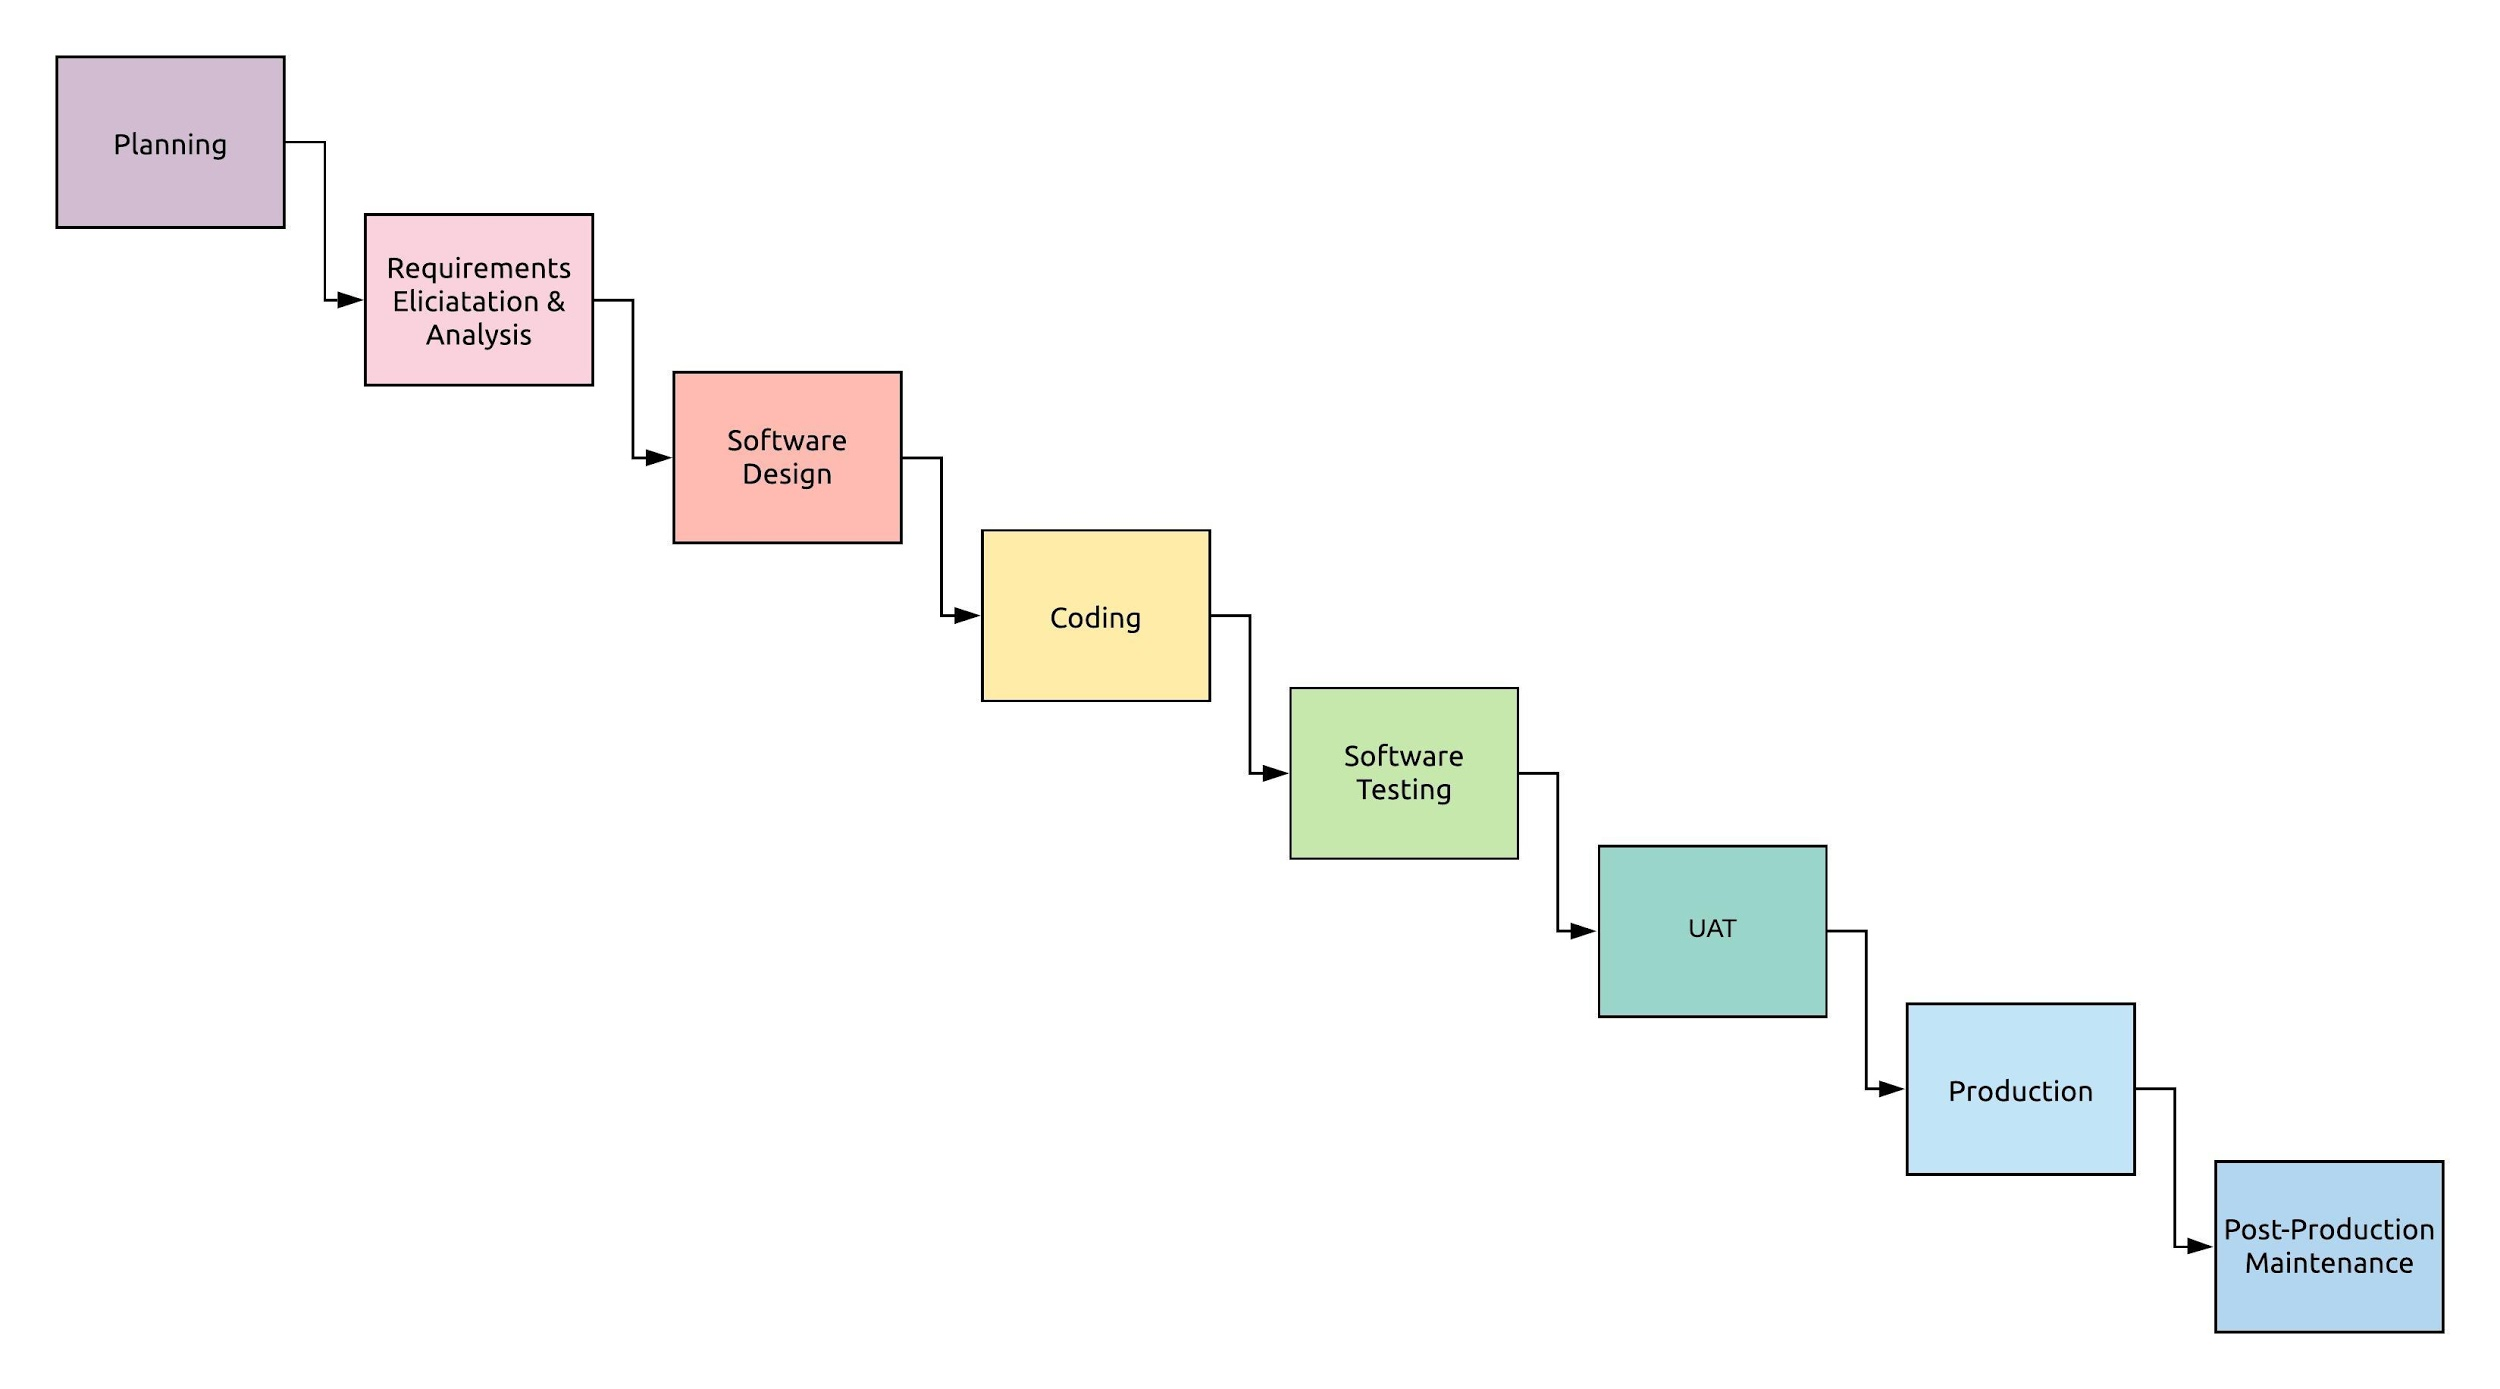 Planning
Requirements
Eliciatation &
Analysis
Software
Design
Coding
Software
Testing
UAT
Production
Post-Production
Maintenance